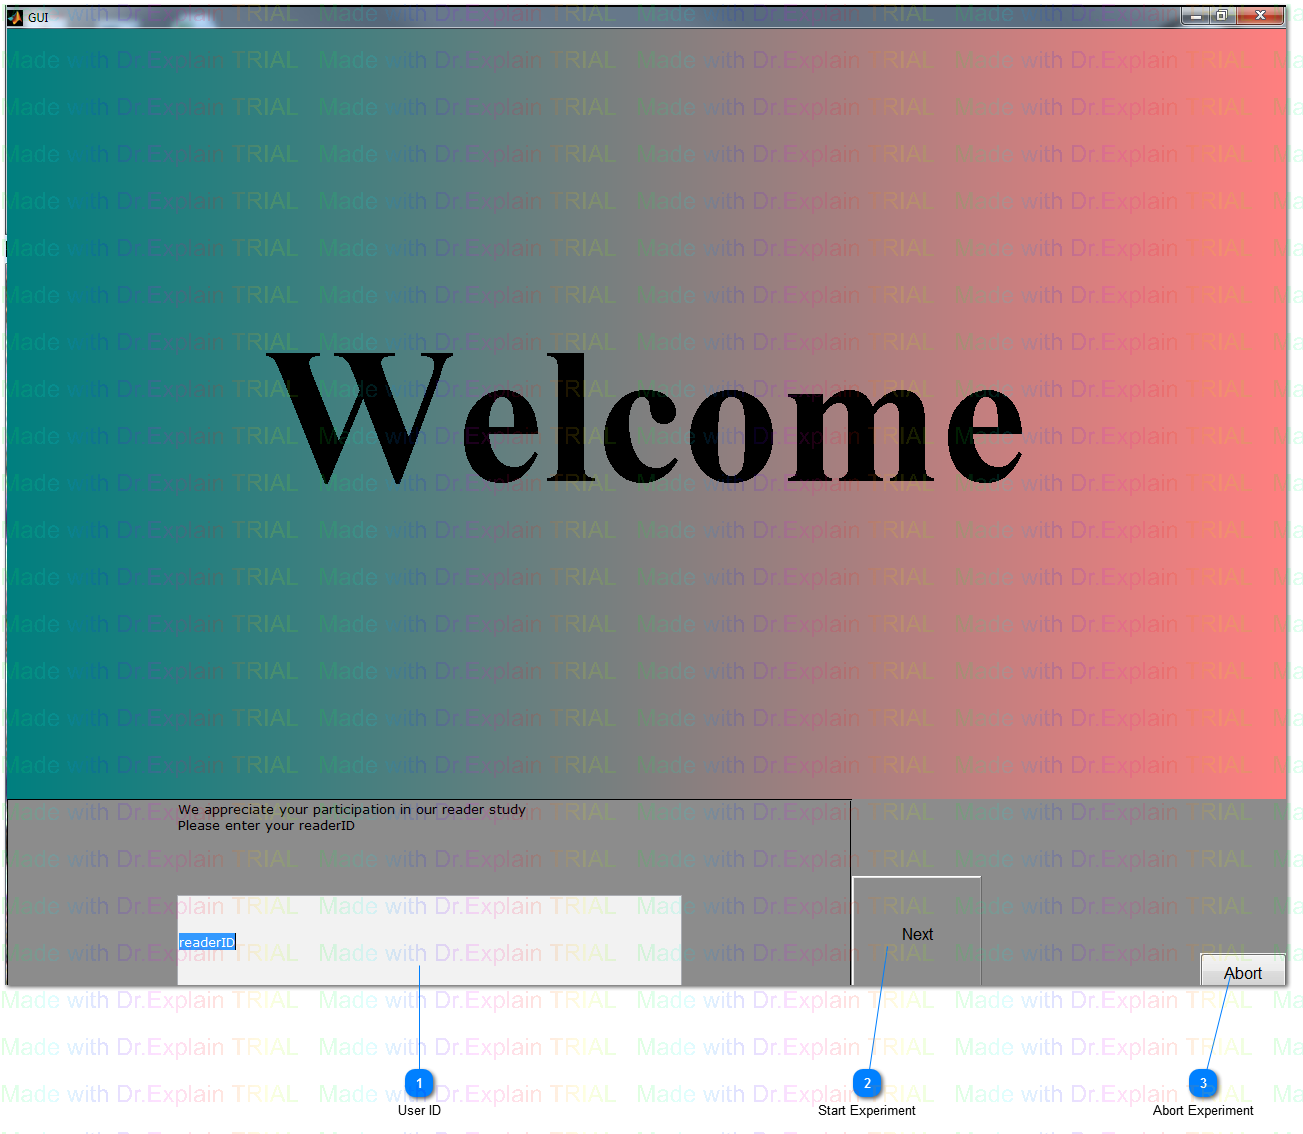 GUI
Welcome
We appreciate your participation in our reader study
Please enter your readerID
readerID
Next
Abort
1
User ID
2
Start Experiment
3
Abort Experiment
Made with Dr.Explain TRIAL